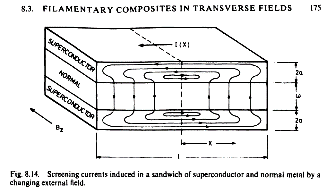 8.3. FILAMENTARY COMPOSITES IN TRANSVERSE FIELDS 175
SUPERCONDUCTOR
NORMAL
SUPERCONDUCTOR
I(X)
2a
w
2a
Bz
X
l
Fig. 8.14. Screening currents induced in a sandwich of superconductor and normal metal by a
changing external field.